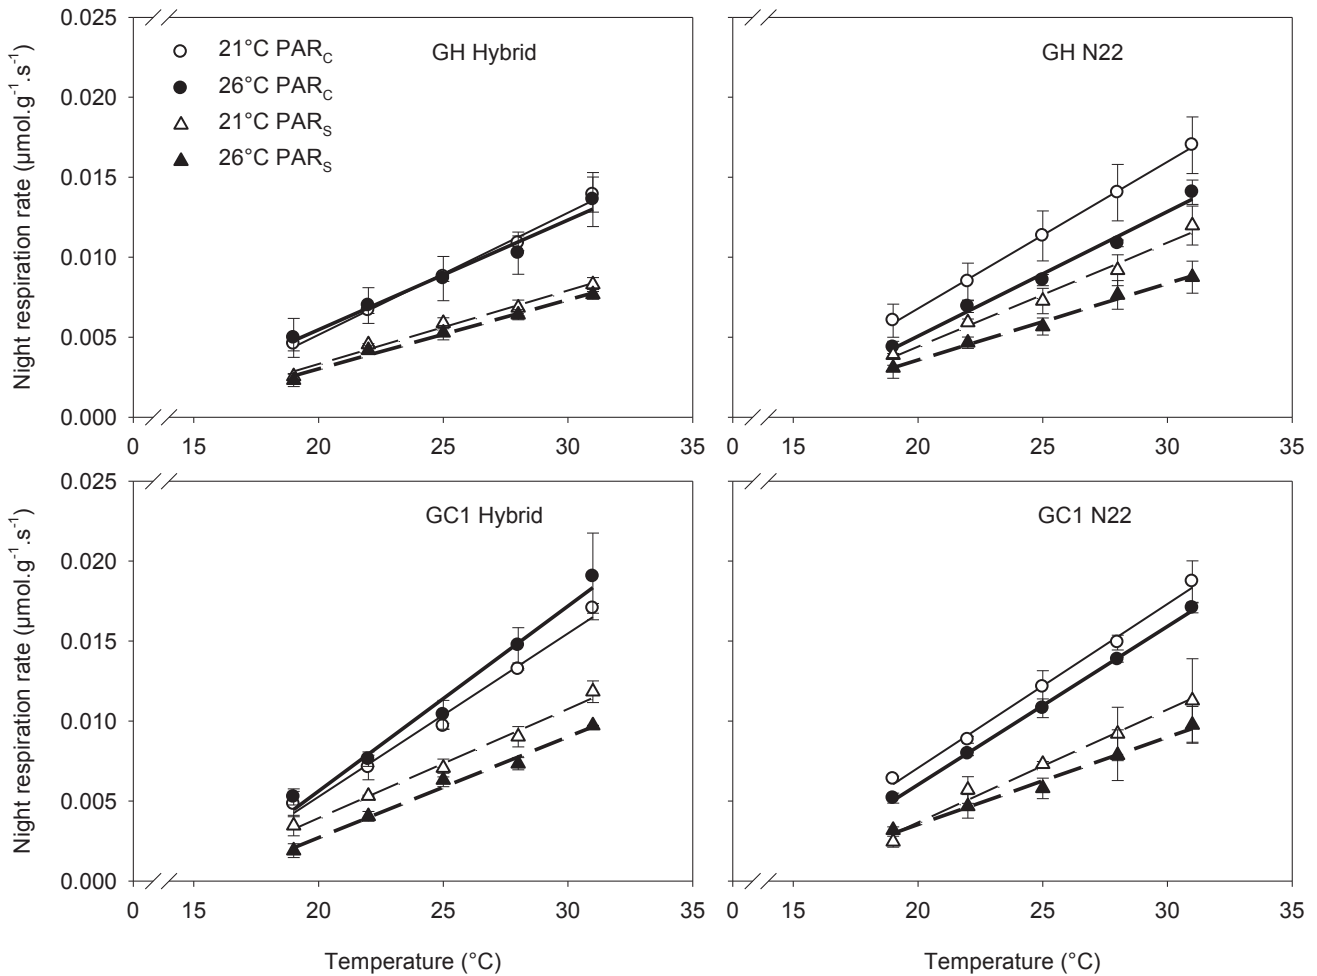 Night respiration rate (µmol.g⁻¹.s⁻¹)
0.025
0.020
0.015
0.010
0.005
0.000
21°C PAR_C
26°C PAR_C
21°C PAR_S
26°C PAR_S
GH Hybrid
GH N22
0 15 20 25 30 35
0 15 20 25 30 35
Night respiration rate (µmol.g⁻¹.s⁻¹)
0.025
0.020
0.015
0.010
0.005
0.000
GC1 Hybrid
GC1 N22
0 15 20 25 30 35
0 15 20 25 30 35
Temperature (°C)
Temperature (°C)